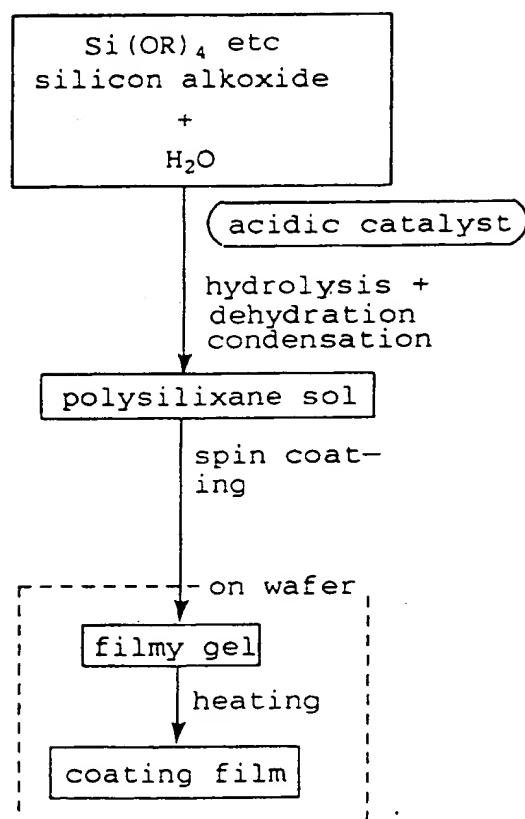 Si(OR)₄ etc
silicon alkoxide
+
H₂O
acidic catalyst
hydrolysis +
dehydration
condensation
polysilixane sol
spin coat—
ing
on wafer
filmy gel
heating
coating film